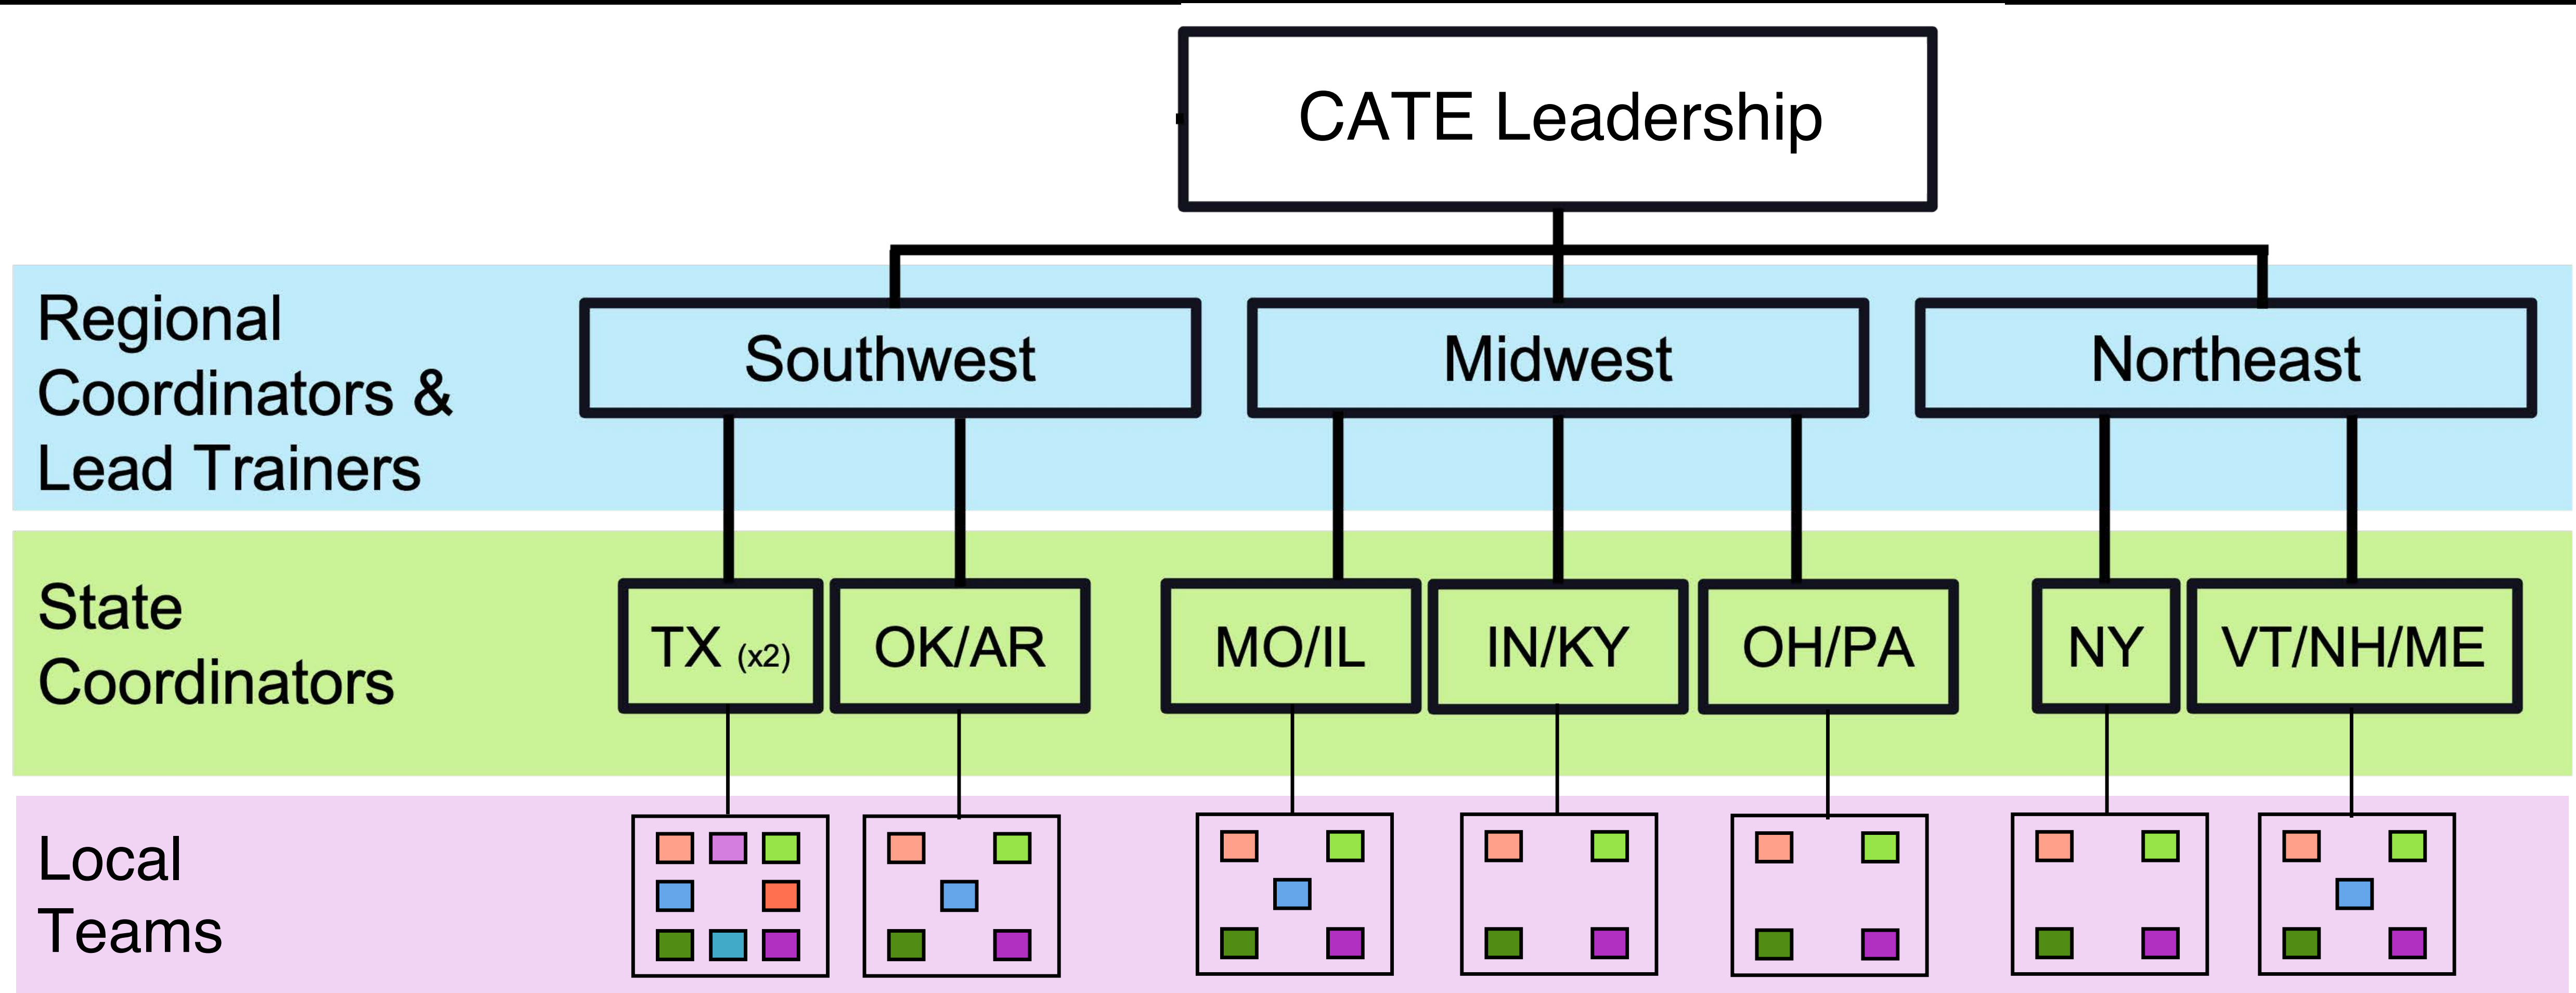 CATE Leadership
Regional
Coordinators &
Lead Trainers
Southwest
Midwest
Northeast
State
Coordinators
TX (x2)
OK/AR
MO/IL
IN/KY
OH/PA
NY
VT/NH/ME
Local
Teams